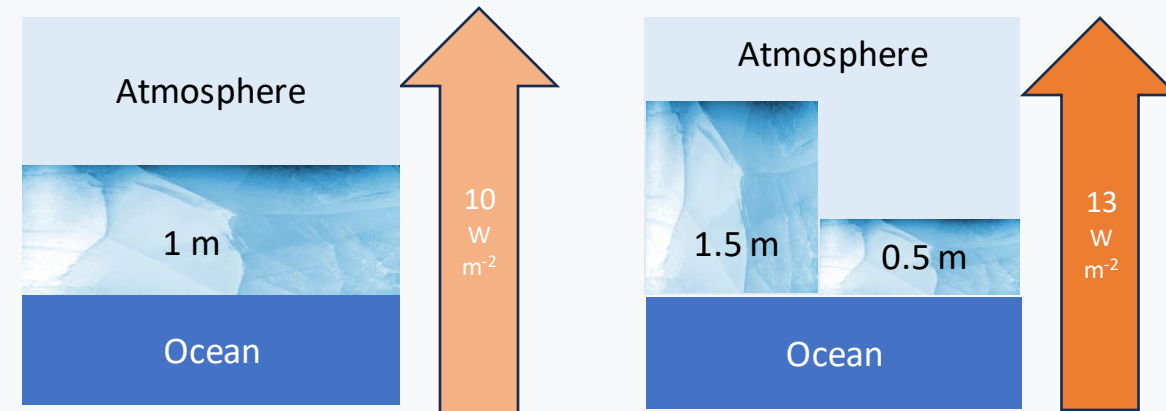 Atmosphere
1 m
Ocean
10
W
m⁻²
Atmosphere
1.5 m
0.5 m
Ocean
13
W
m⁻²